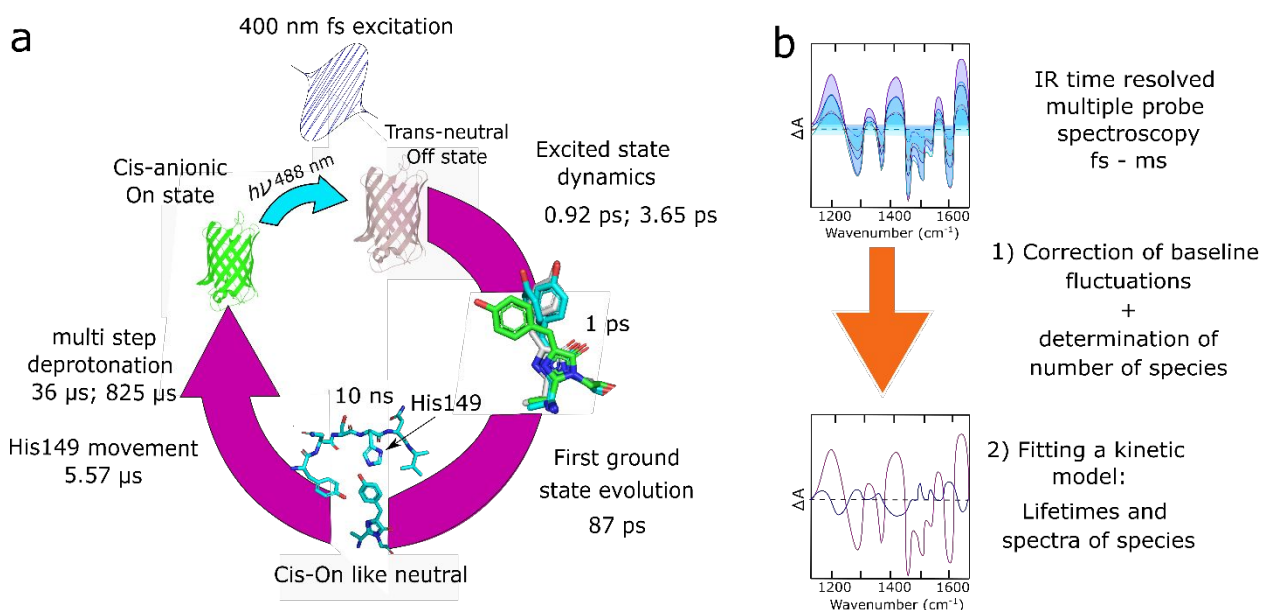 a
400 nm fs excitation
Trans-neutral
Off state
Cis-anionic
On state
hν 488 nm
Excited state
dynamics
0.92 ps; 3.65 ps
1 ps
multi step
deprotonation
36 µs; 825 µs
10 ns
His149
His149 movement
5.57 µs
First ground
state evolution
87 ps
Cis-On like neutral
b
ΔA
1200 1400 1600
Wavenumber (cm⁻¹)
IR time resolved
multiple probe
spectroscopy
fs - ms
1) Correction of baseline
fluctuations
+
determination of
number of species
ΔA
1200 1400 1600
Wavenumber (cm⁻¹)
2) Fitting a kinetic
model:
Lifetimes and
spectra of species